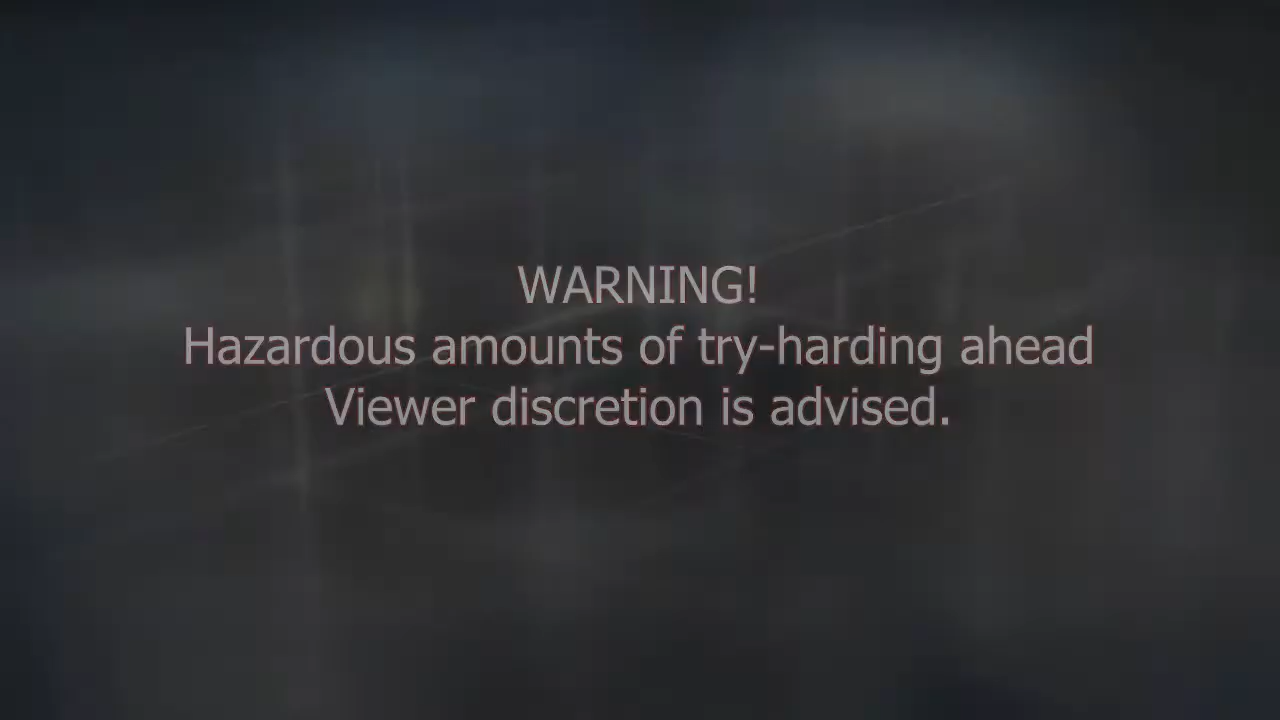 WARNING!
Hazardous amounts of try-harding ahead
Viewer discretion is advised.